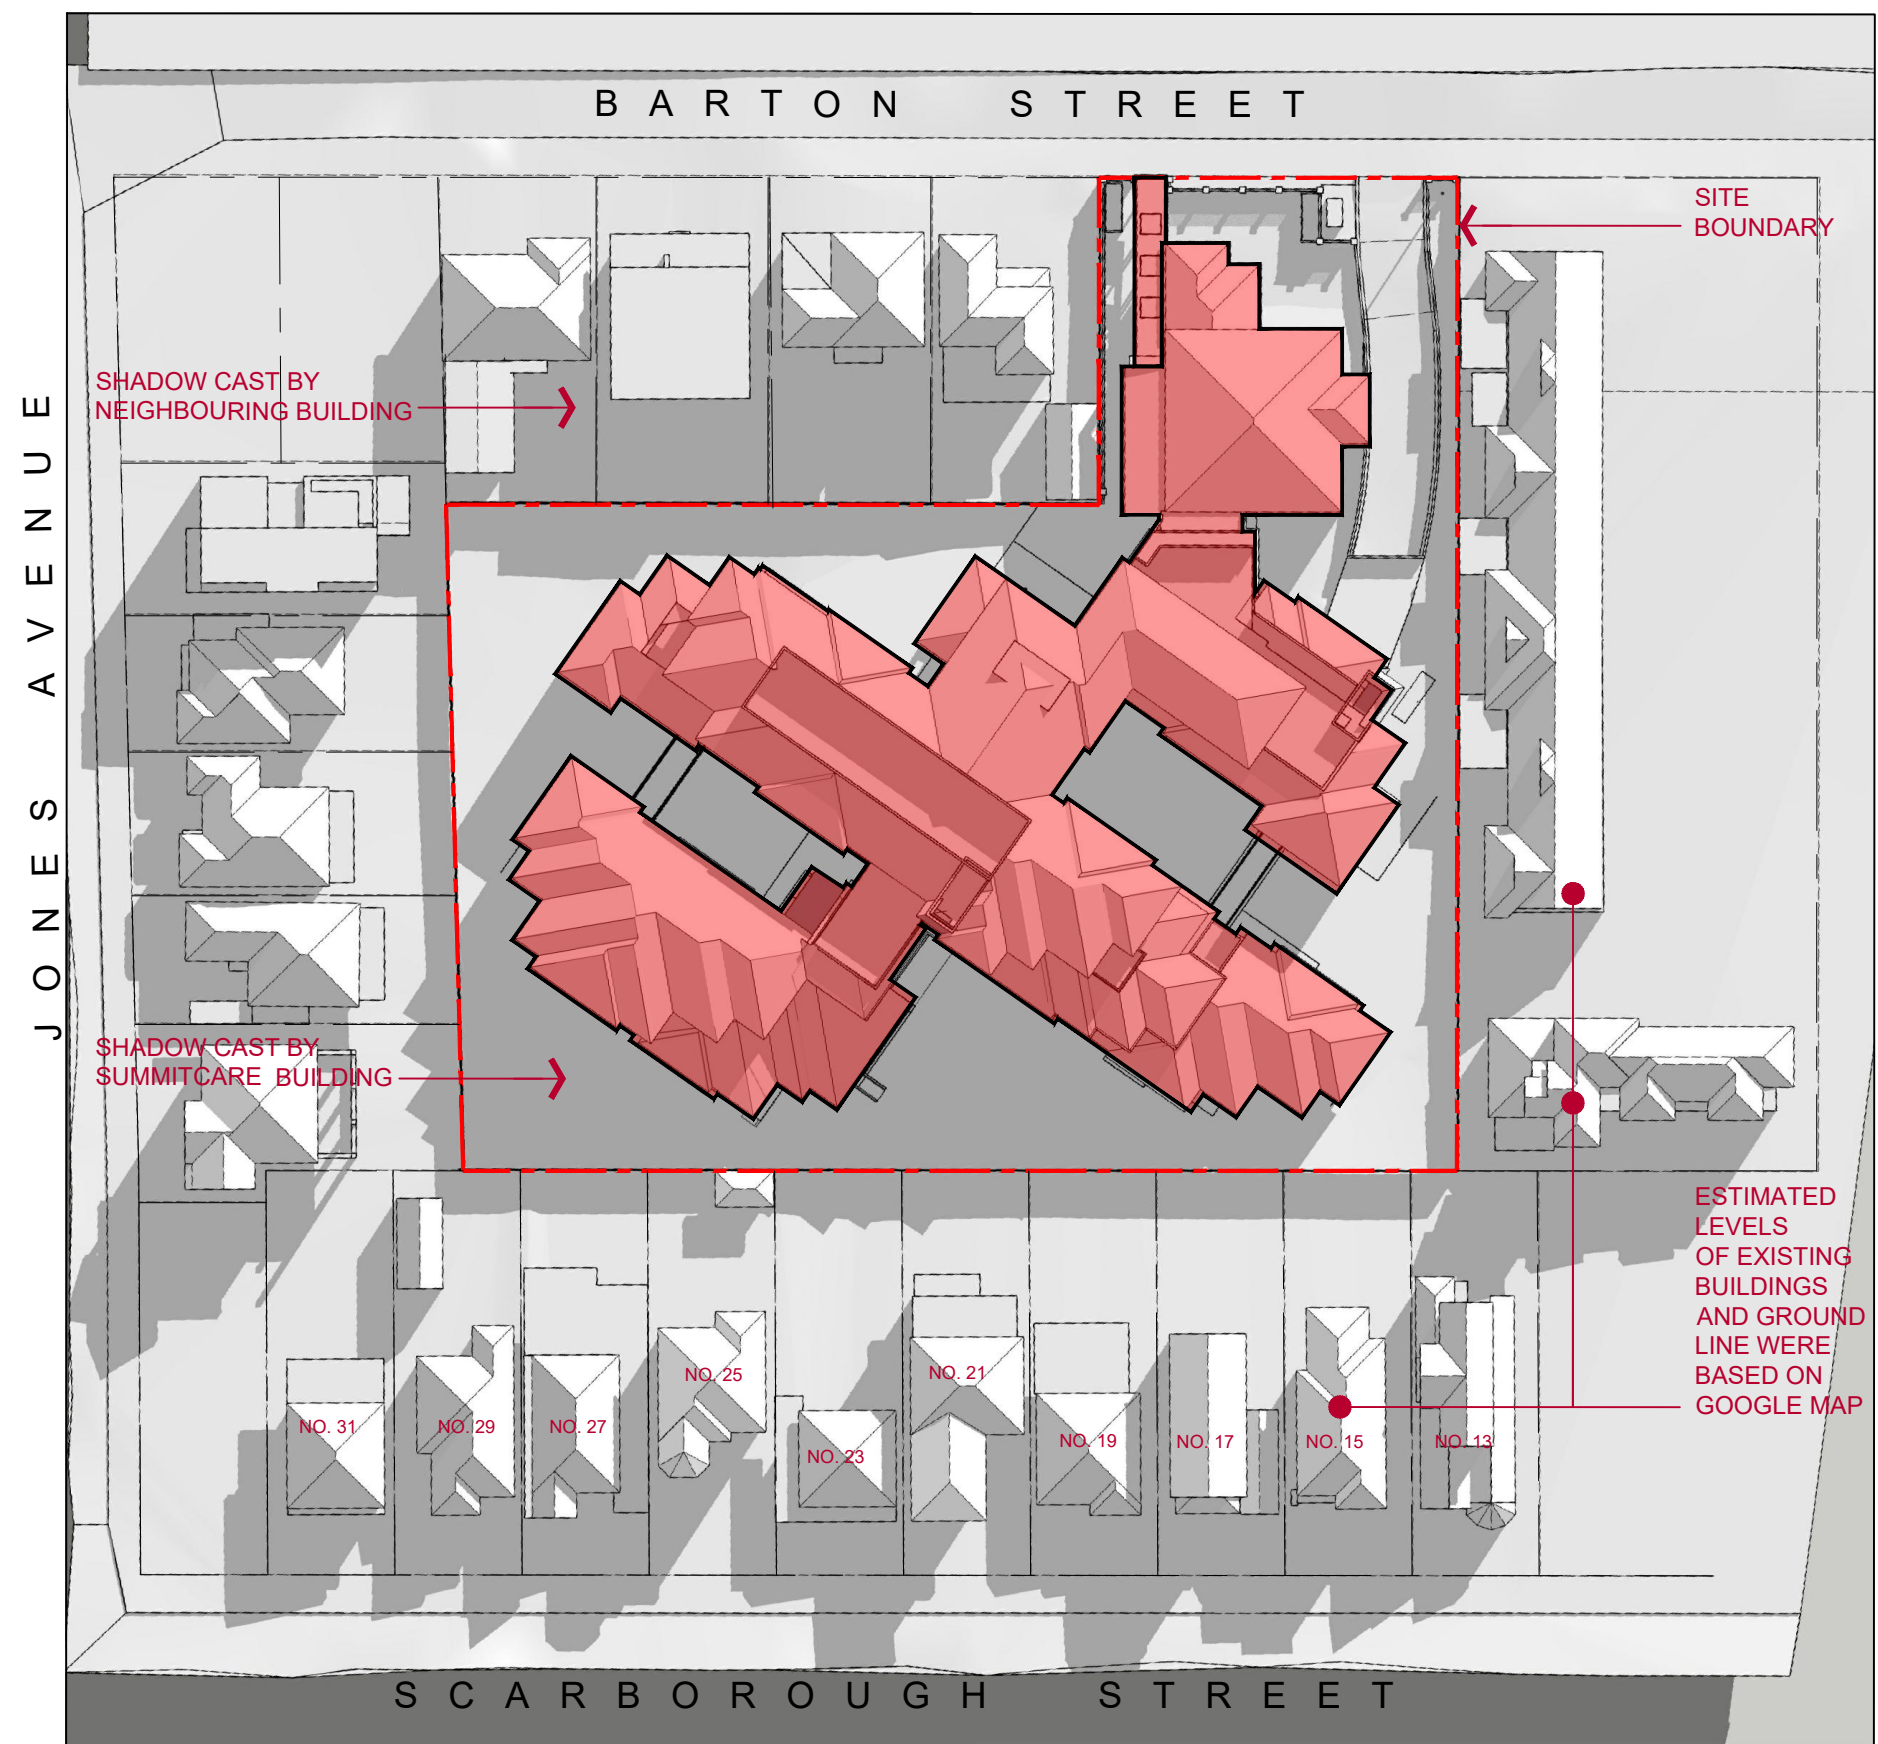 BARTON STREET
SITE
BOUNDARY
SHADOW CAST BY
NEIGHBOURING BUILDING
JONES AVENUE
SHADOW CAST BY
SUMMITCARE BUILDING
ESTIMATED
LEVELS
OF EXISTING
BUILDINGS
AND GROUND
LINE WERE
BASED ON
GOOGLE MAP
NO. 31
NO. 29
NO. 27
NO. 25
NO. 23
NO. 21
NO. 19
NO. 17
NO. 15
NO. 13
SCARBOROUGH STREET